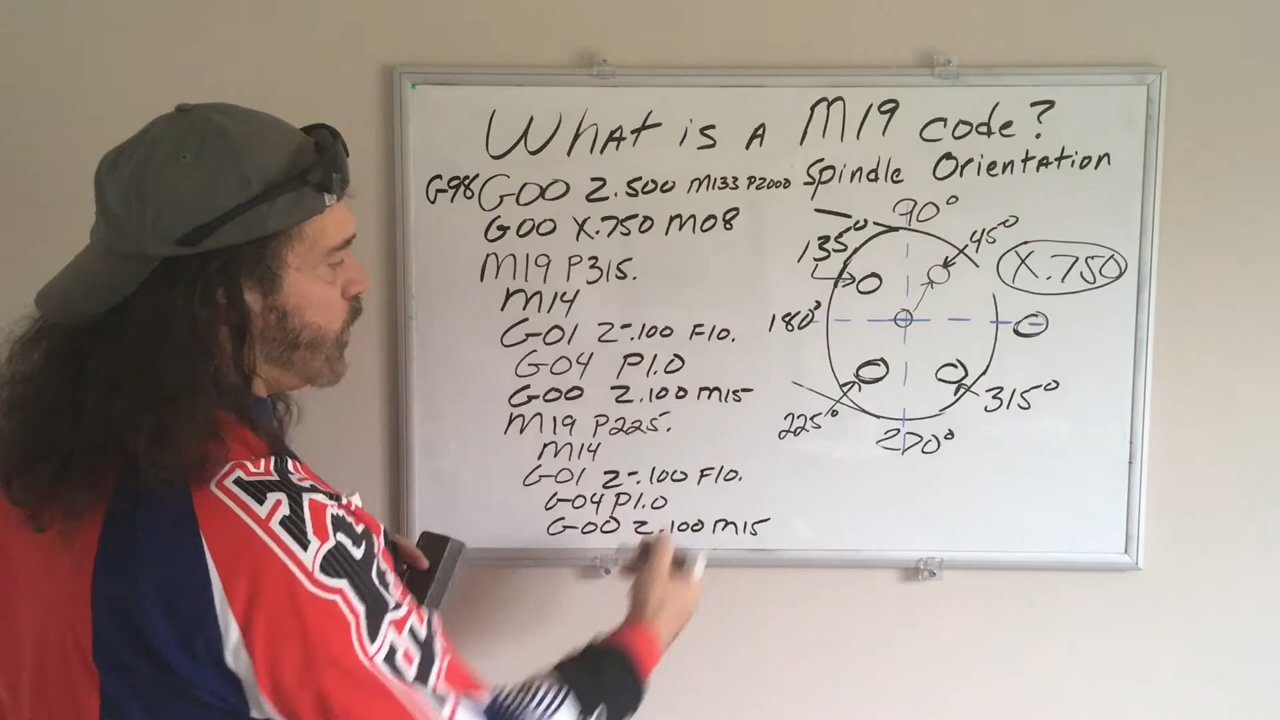 What is A M19 code?
Spindle Orientation
G98 G00 Z.500 M133 P2000
G00 X.750 M08
M19 P315.
M14
G01 Z-.100 F10.
G04 P1.0
G00 Z.100 M15
M19 P225.
M14
G01 Z-.100 F10.
G04 P1.0
G00 Z.100 M15
90°
45°
135°
X.750
180°
315°
225°
270°